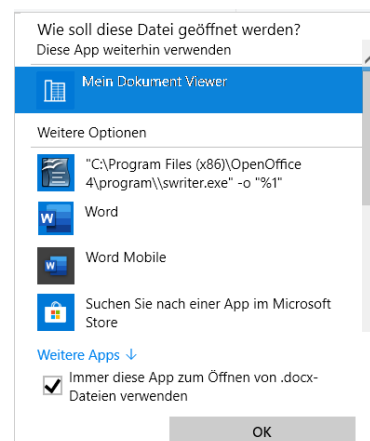 Wie soll diese Datei geöffnet werden?
Diese App weiterhin verwenden
Mein Dokument Viewer
Weitere Optionen
"C:\Program Files (x86)\OpenOffice
4\program\\swriter.exe" -o "%1"
Word
Word Mobile
Suchen Sie nach einer App im Microsoft
Store
Weitere Apps ↓
Immer diese App zum Öffnen von .docx-
Dateien verwenden
OK